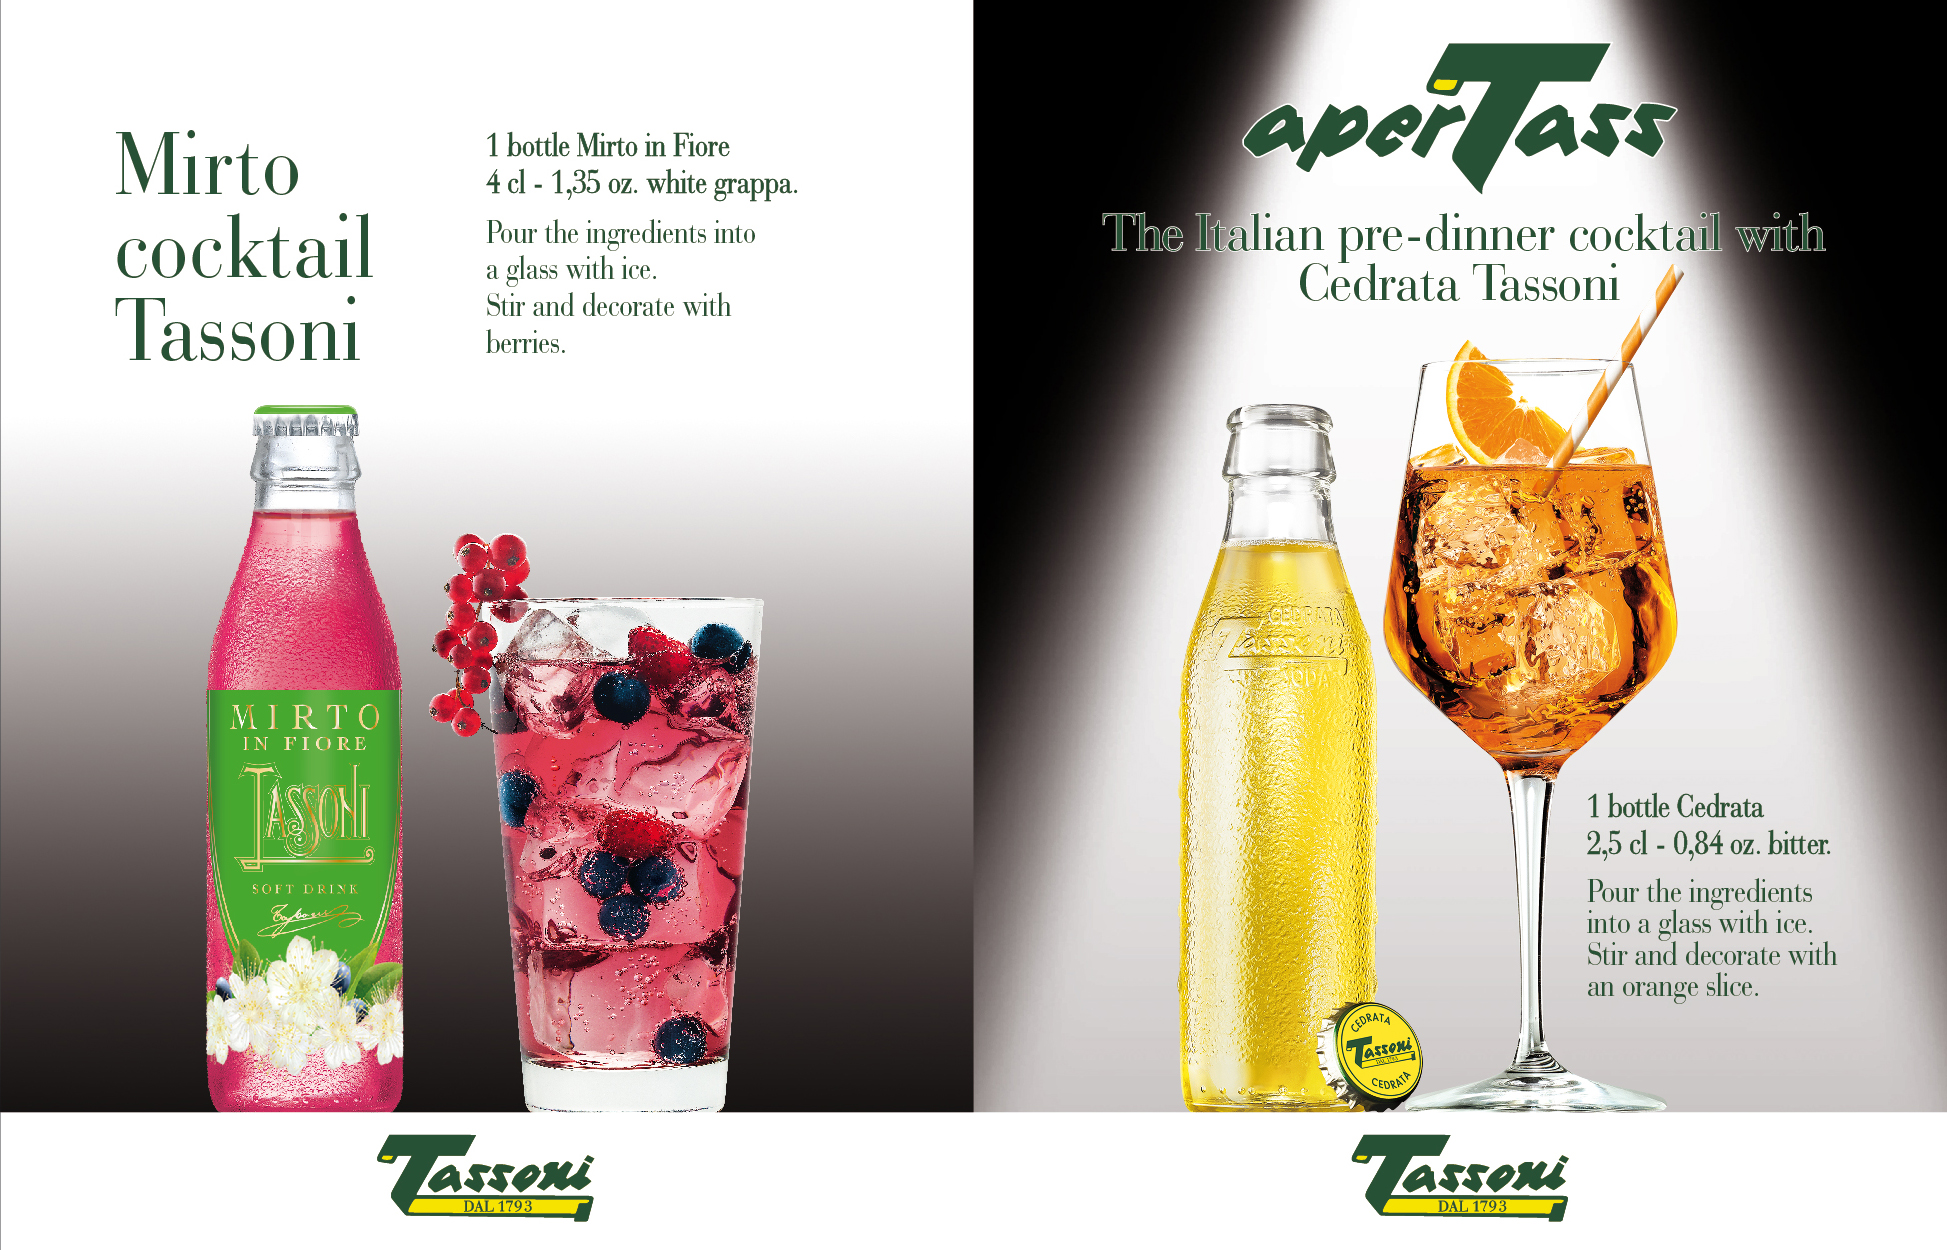 Mirto
cocktail
Tassoni
1 bottle Mirto in Fiore
4 cl - 1,35 oz. white grappa.
Pour the ingredients into
a glass with ice.
Stir and decorate with
berries.
MIRTO
IN FIORE
TASSONI
SOFT DRINK
Tassoni
DAL 1793
aperTass
The Italian pre-dinner cocktail with
Cedrata Tassoni
CEDRATA
Tassoni
SODA
1 bottle Cedrata
2,5 cl - 0,84 oz. bitter.
Pour the ingredients
into a glass with ice.
Stir and decorate with
an orange slice.
CEDRATA
Tassoni
CEDRATA
Tassoni
DAL 1793